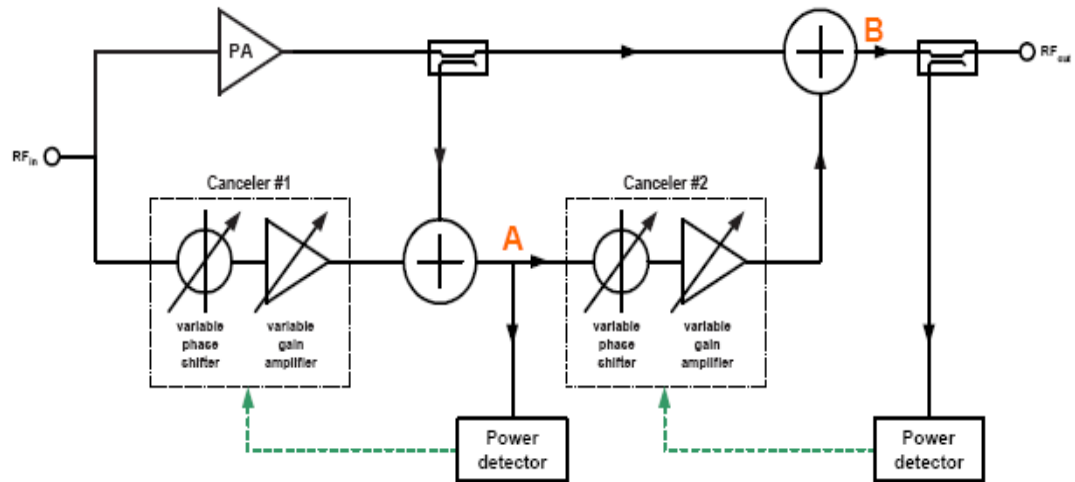 PA
B
RFout
RFin
Canceler #1
Canceler #2
A
variable
phase
shifter
variable
gain
amplifier
variable
phase
shifter
variable
gain
amplifier
Power
detector
Power
detector